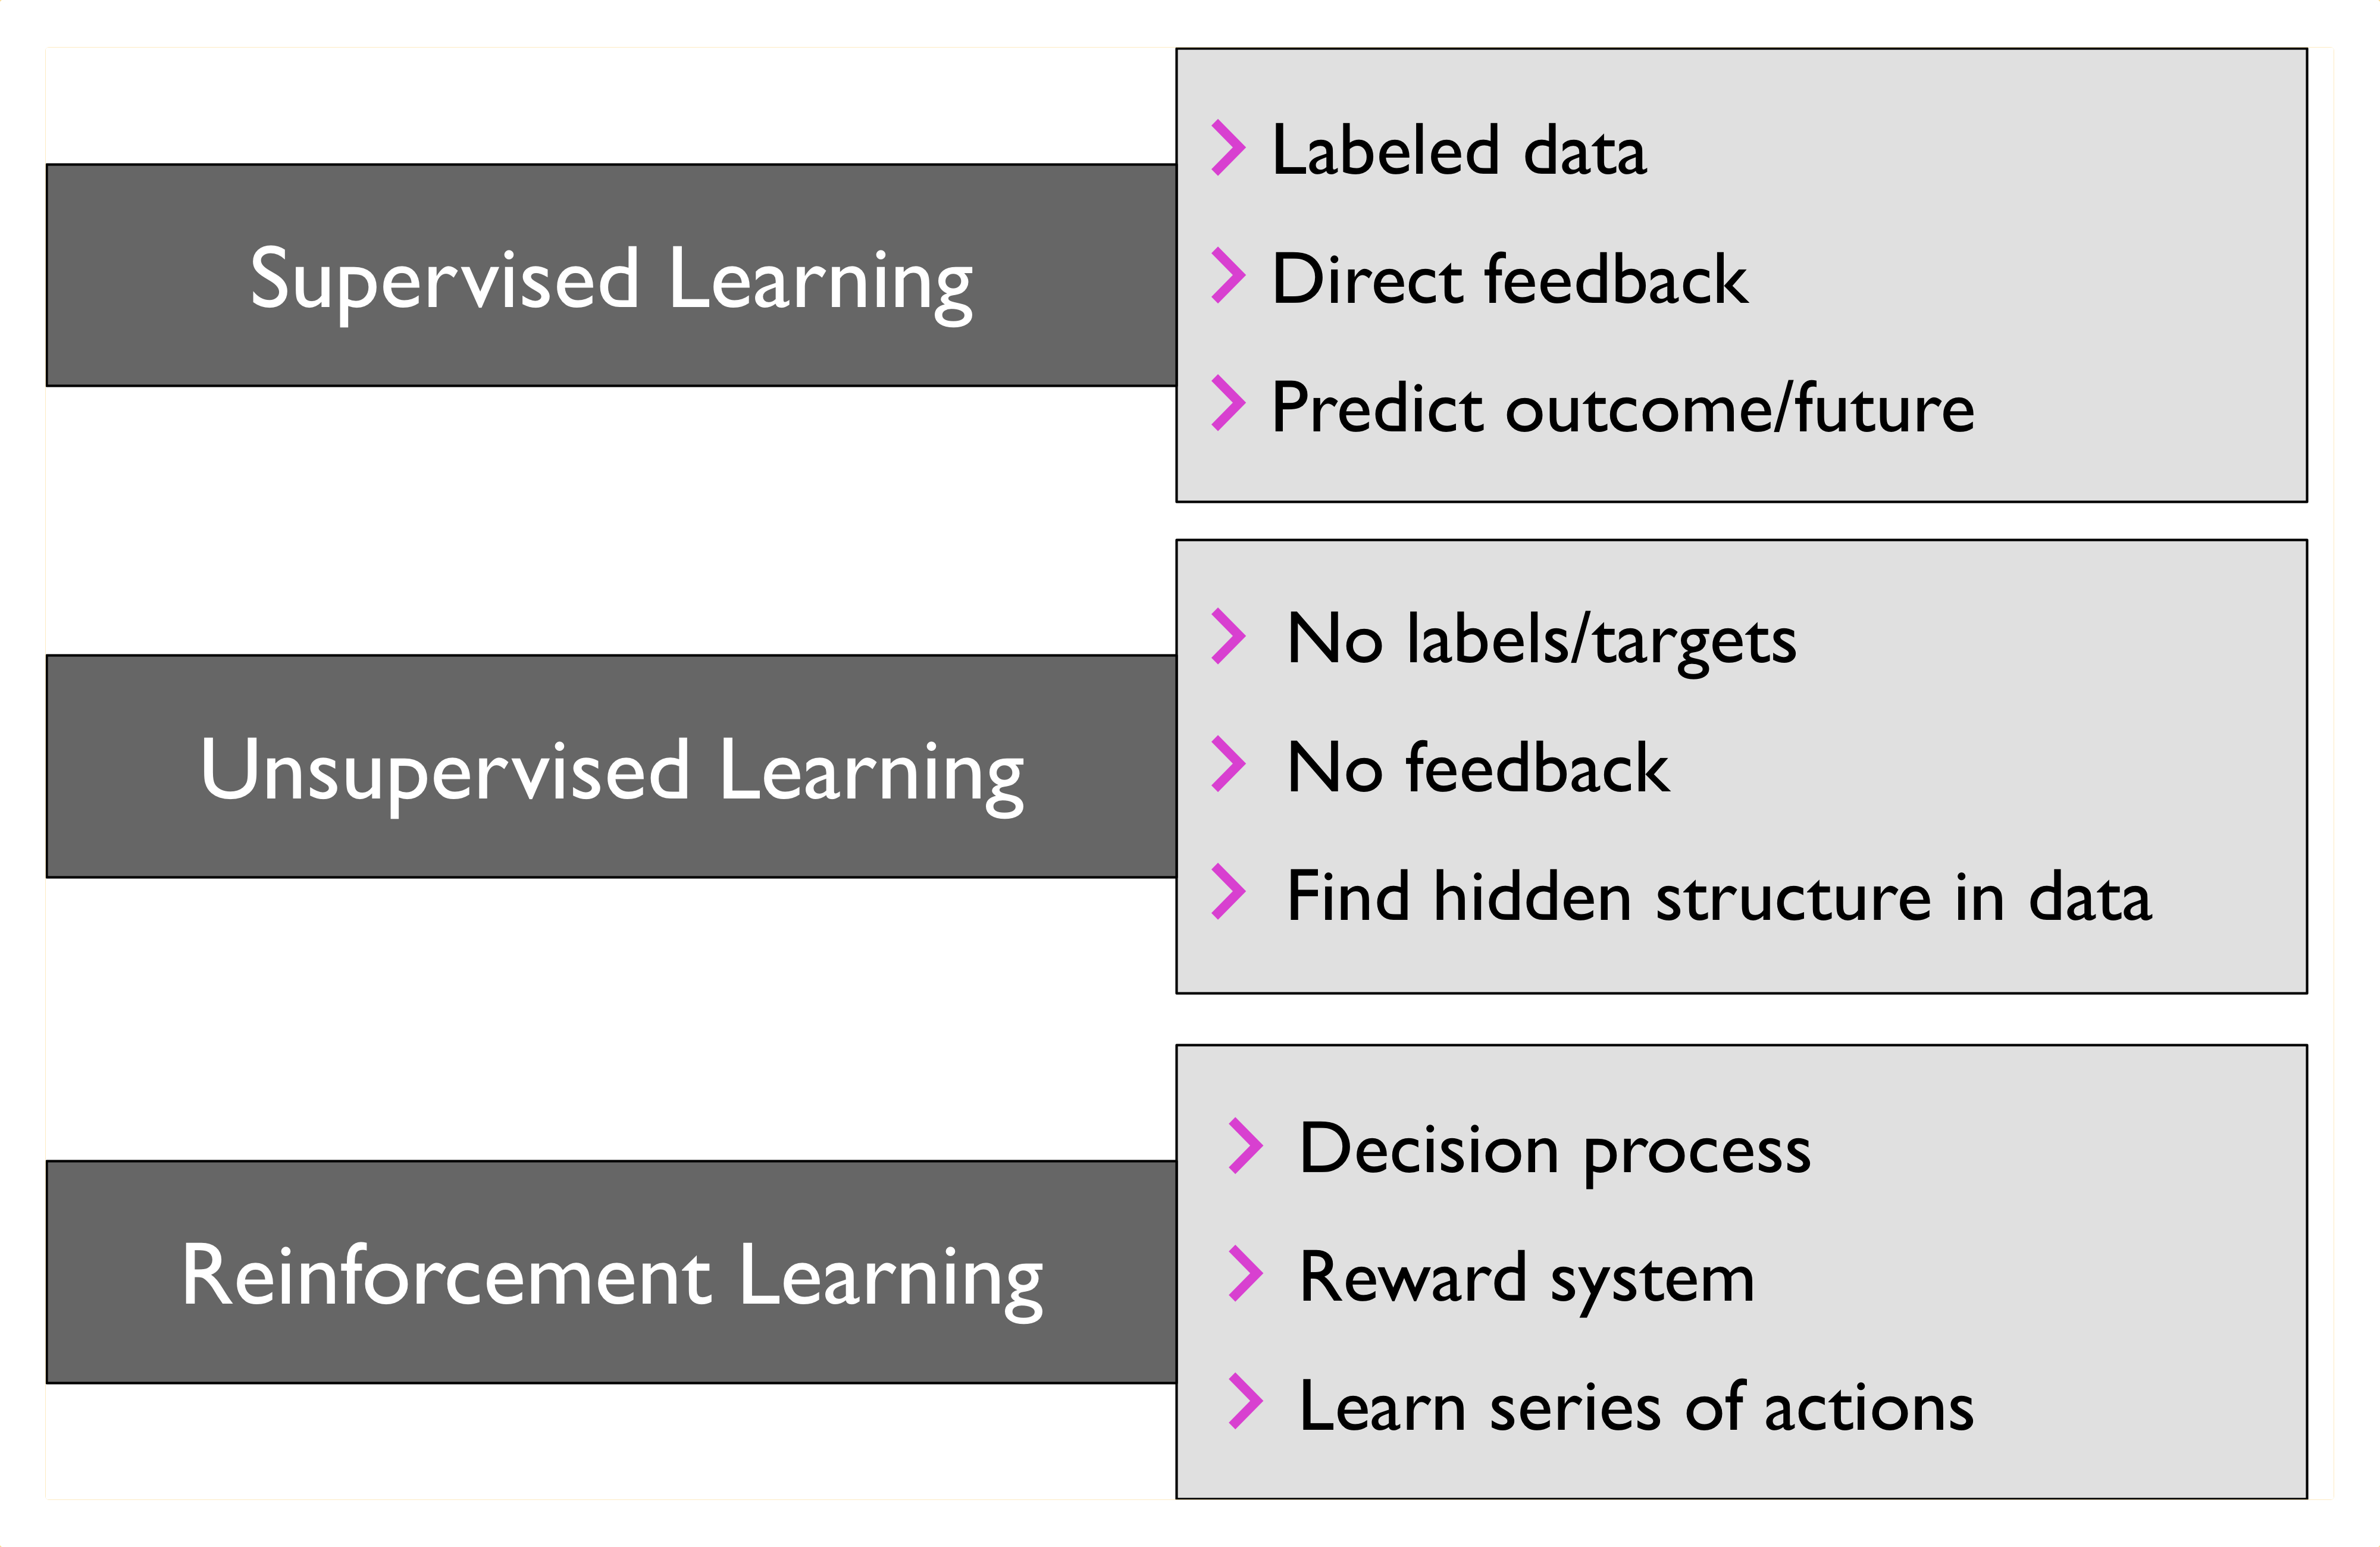 Supervised Learning
Labeled data
Direct feedback
Predict outcome/future
Unsupervised Learning
No labels/targets
No feedback
Find hidden structure in data
Reinforcement Learning
Decision process
Reward system
Learn series of actions